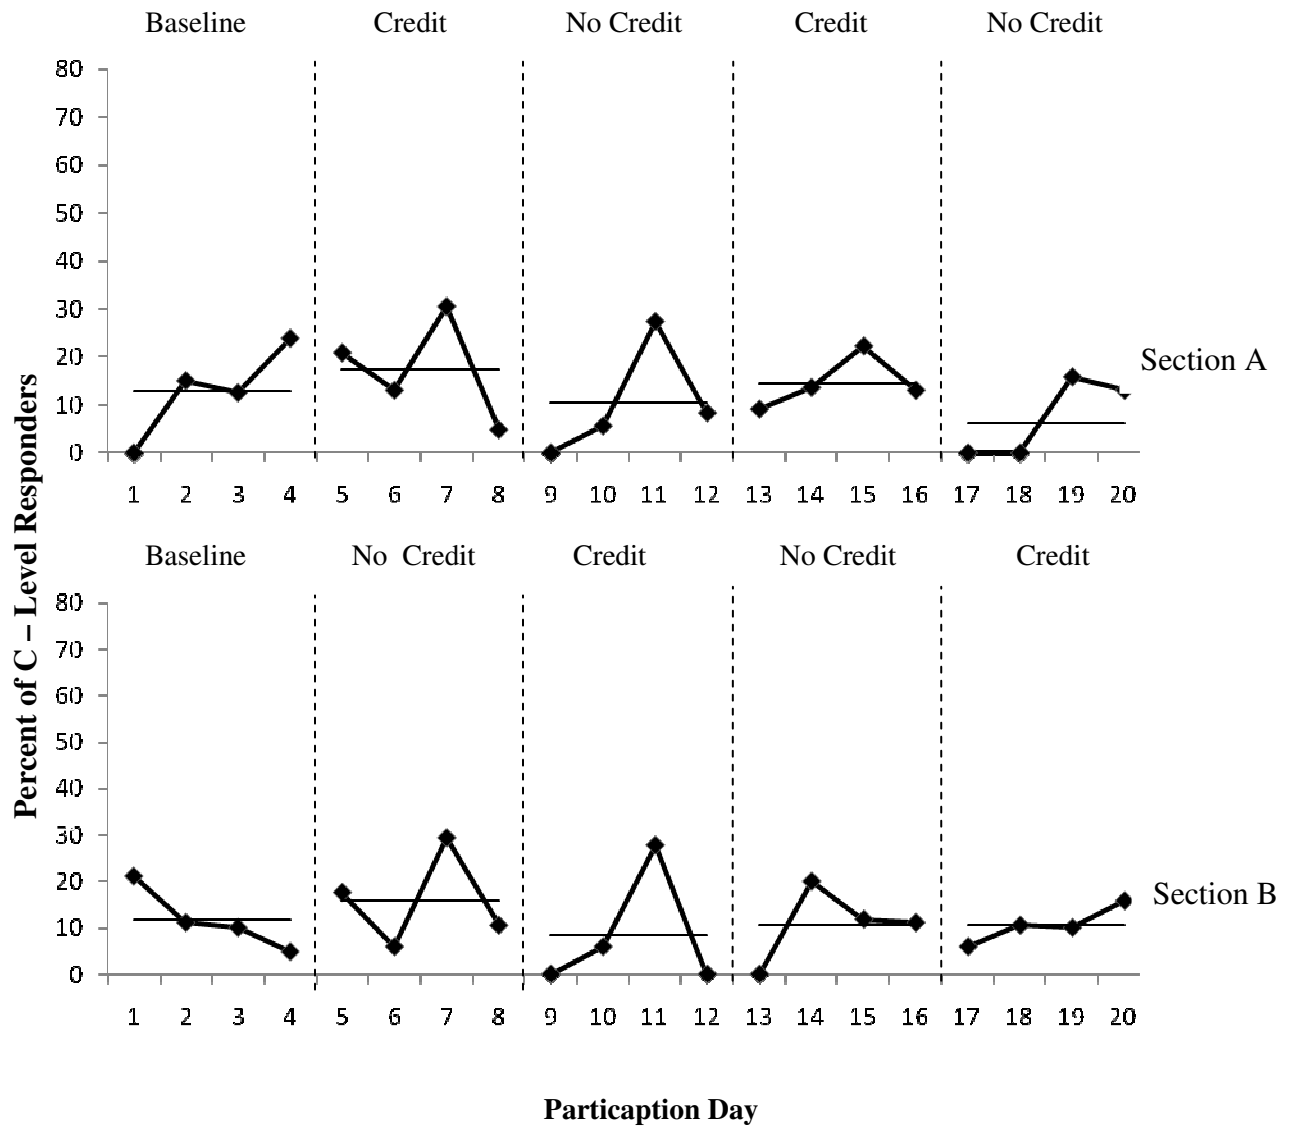 Baseline Credit No Credit Credit No Credit
80
70
60
50
40
30
20
10
0
Section A
1 2 3 4 5 6 7 8 9 10 11 12 13 14 15 16 17 18 19 20
Percent of C – Level Responders
Baseline No Credit Credit No Credit Credit
80
70
60
50
40
30
20
10
0
Section B
1 2 3 4 5 6 7 8 9 10 11 12 13 14 15 16 17 18 19 20
Particaption Day